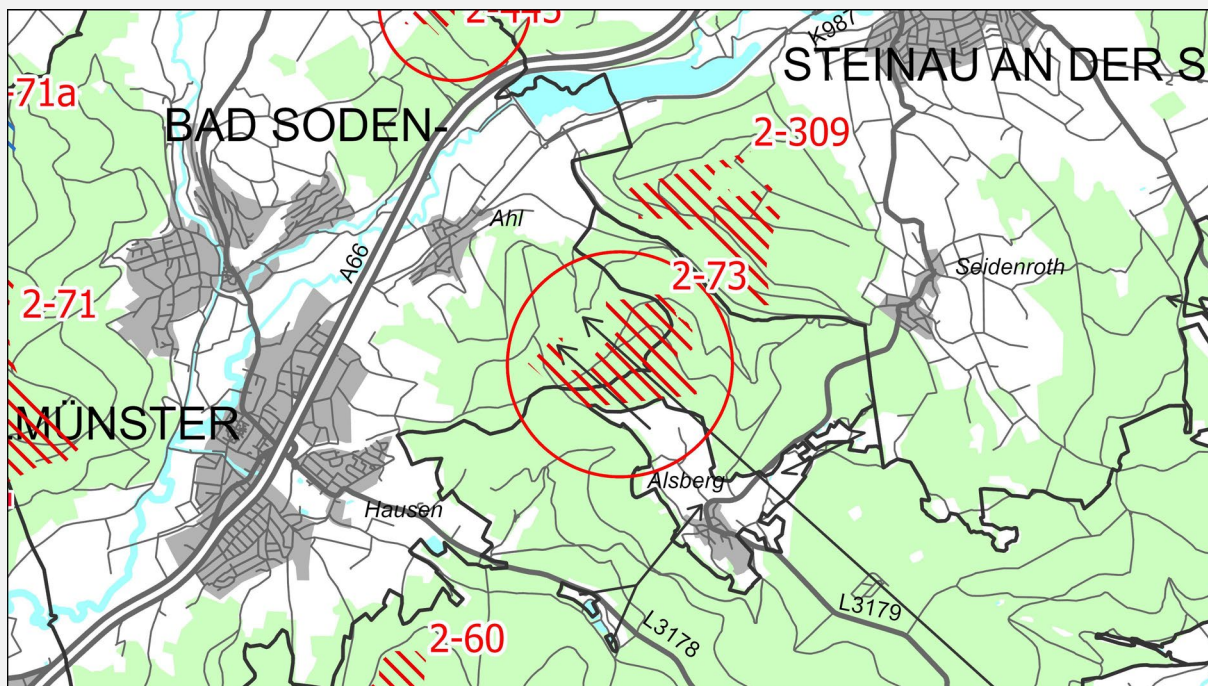 2-445
K987
STEINAU AN DER S
-71a
BAD SODEN-
2-309
Ahl
A66
2-73
Seidenroth
2-71
MÜNSTER
Alsberg
Hausen
L3179
L3178
2-60